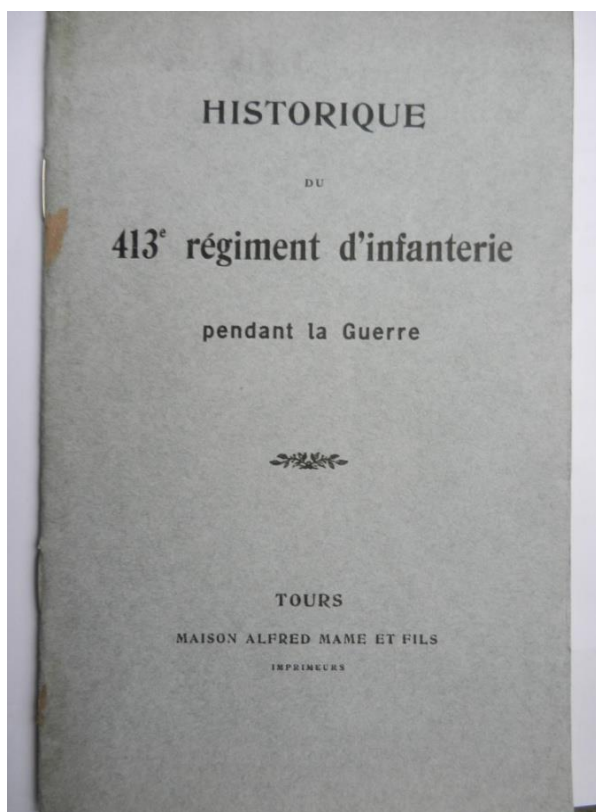 HISTORIQUE
DU
413e régiment d'infanterie
pendant la Guerre
TOURS
MAISON ALFRED MAME ET FILS
IMPRIMEURS